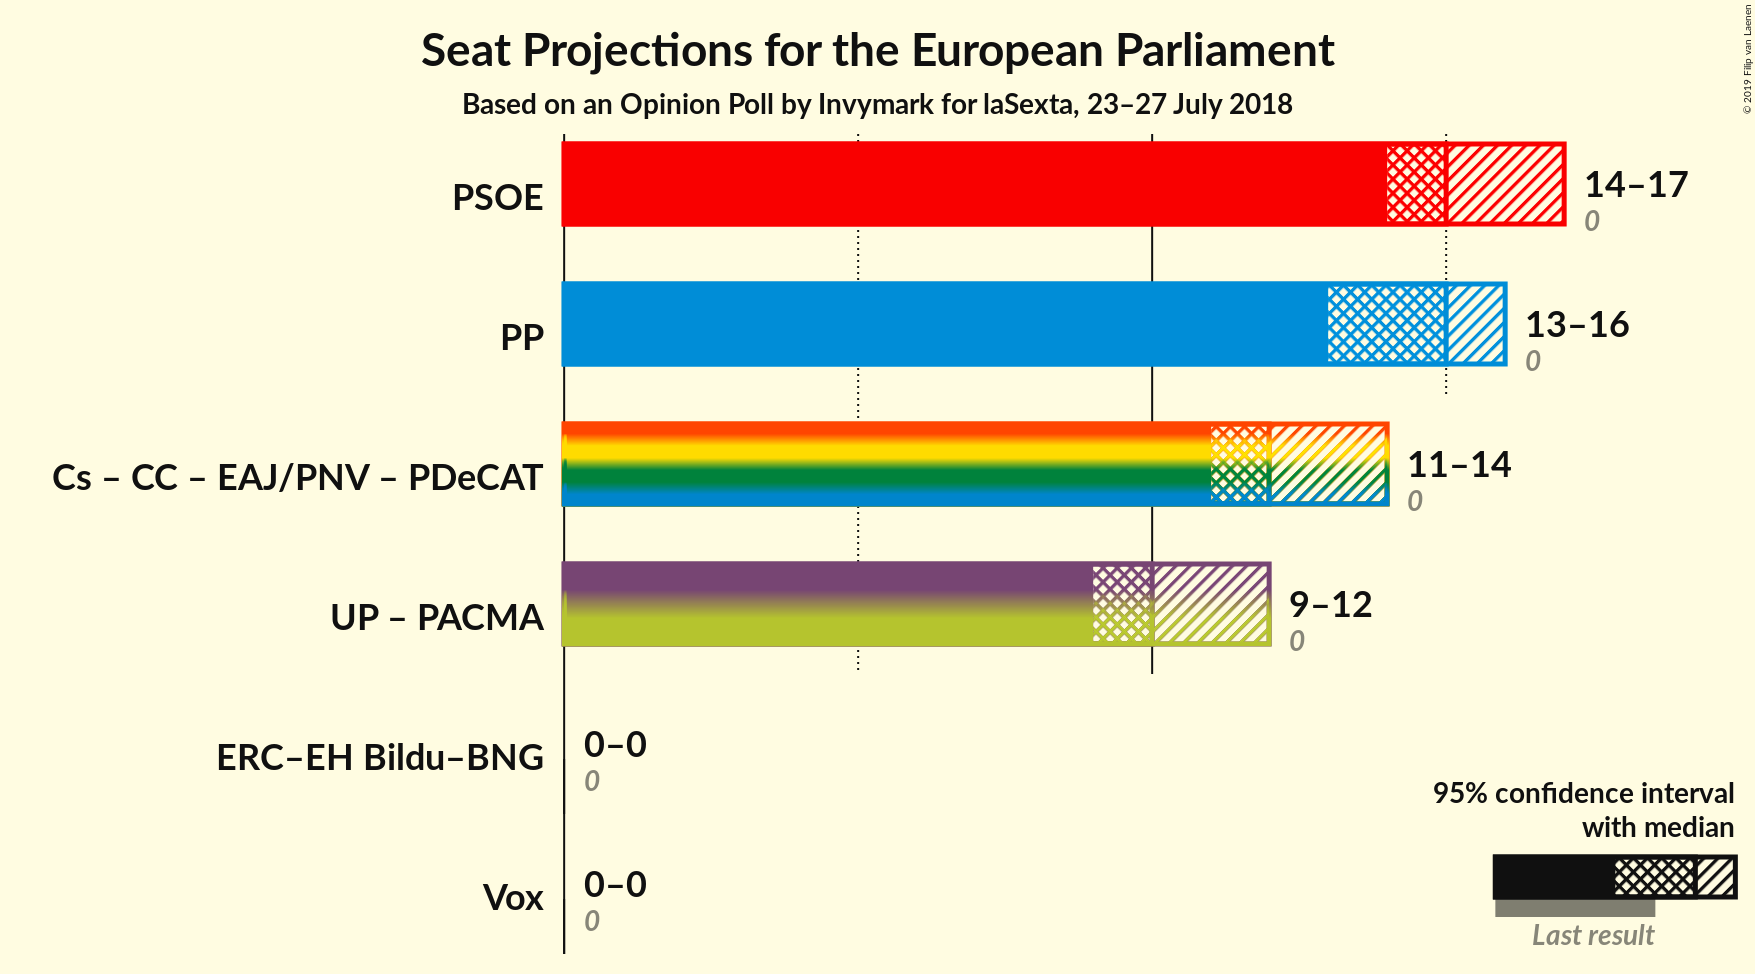 Seat Projections for the European Parliament
Based on an Opinion Poll by Invymark for laSexta, 23–27 July 2018
© 2019 Filip van Laenen
PSOE
14–17
0
PP
13–16
0
Cs – CC – EAJ/PNV – PDeCAT
11–14
0
UP – PACMA
9–12
0
ERC–EH Bildu–BNG
0–0
0
Vox
0–0
0
95% confidence interval
with median
Last result